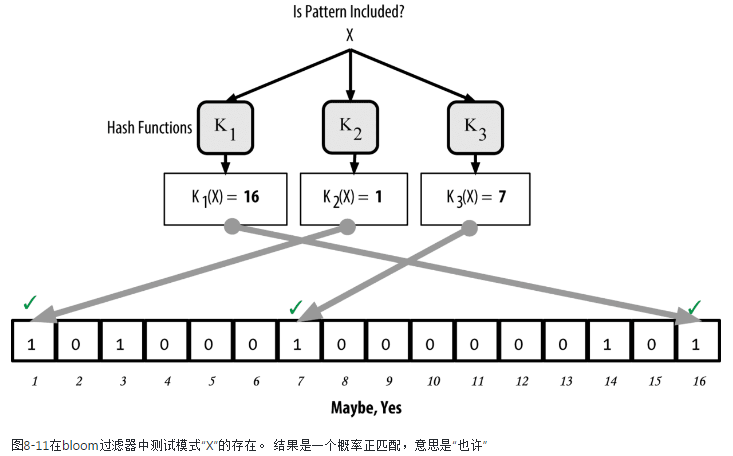 Is Pattern Included?
X
Hash Functions
K1 K2 K3
K1(X) = 16 K2(X) = 1 K3(X) = 7
✓ ✓ ✓
1 0 1 0 0 0 1 0 0 0 0 0 0 1 0 1
1 2 3 4 5 6 7 8 9 10 11 12 13 14 15 16
Maybe, Yes
图8-11在bloom过滤器中测试模式“X”的存在。 结果是一个概率正匹配，意思是“也许”